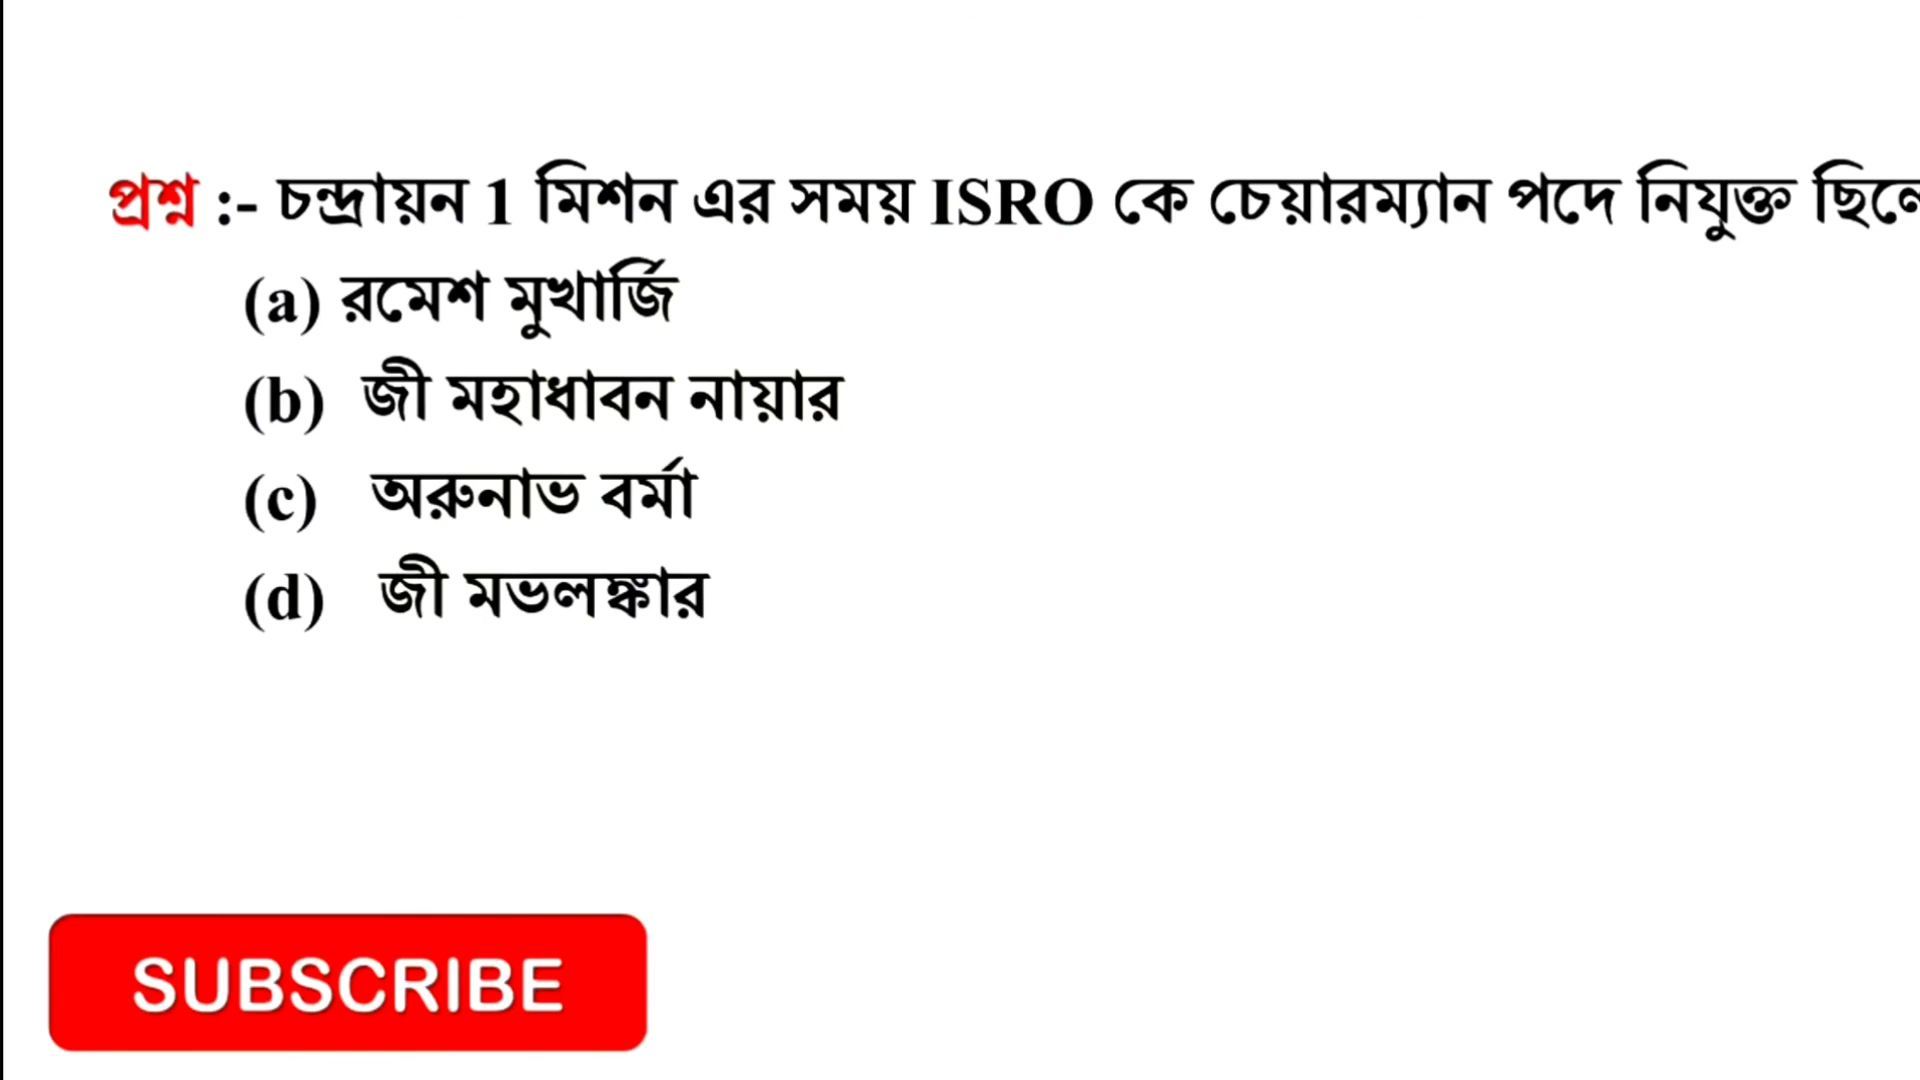 প্রশ্ন :- চন্দ্রায়ন 1 মিশন এর সময় ISRO কে চেয়ারম্যান পদে নিযুক্ত
(a) রমেশ মুখার্জি
(b) জী মহাধাবন নায়ার
(c) অরুনাভ বর্মা
(d) জী মভলঙ্কার
SUBSCRIBE